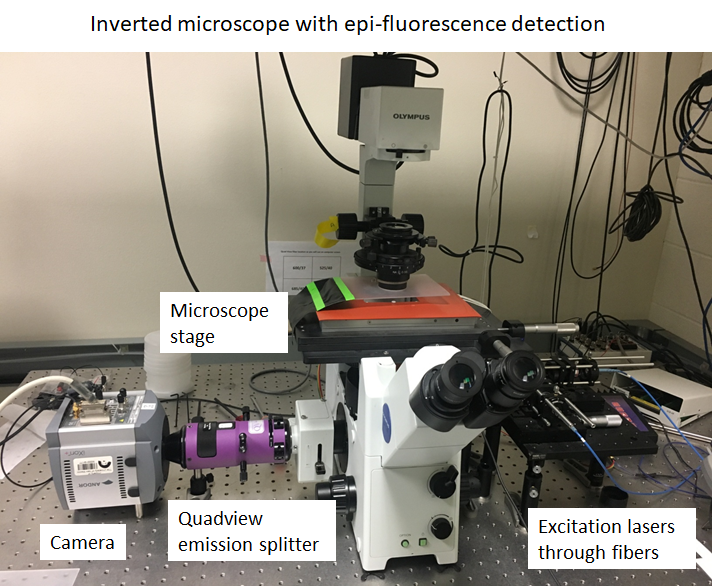 Inverted microscope with epi-fluorescence detection
OLYMPUS
Microscope
stage
ANDOR
Camera
Quadview
emission splitter
Excitation lasers
through fibers